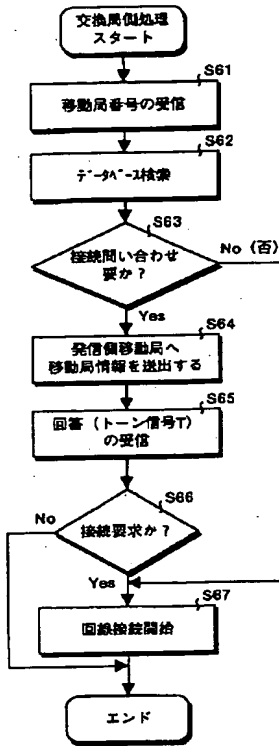 交換局側処理
スタート
S61
移動局番号の受信
S62
データベース検索
S63
接続問い合わせ
要か？
No (否)
Yes
S64
発信側移動局へ
移動局情報を送出する
S65
回答（トーン信号T）
の受信
S66
No
接続要求か？
Yes
S67
回線接続開始
エンド